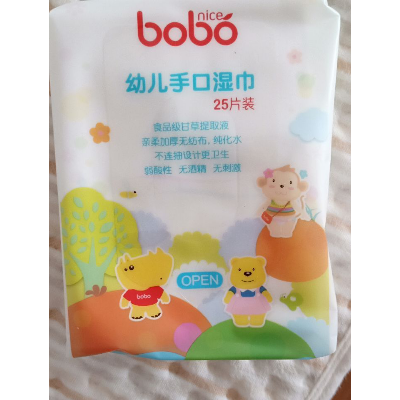 nice
bobo
幼儿手口湿巾
25片装
食品级甘草提取液
亲柔加厚无纺布,纯化水
不连抽设计更卫生
弱酸性 无酒精 无刺激
OPEN
bobo